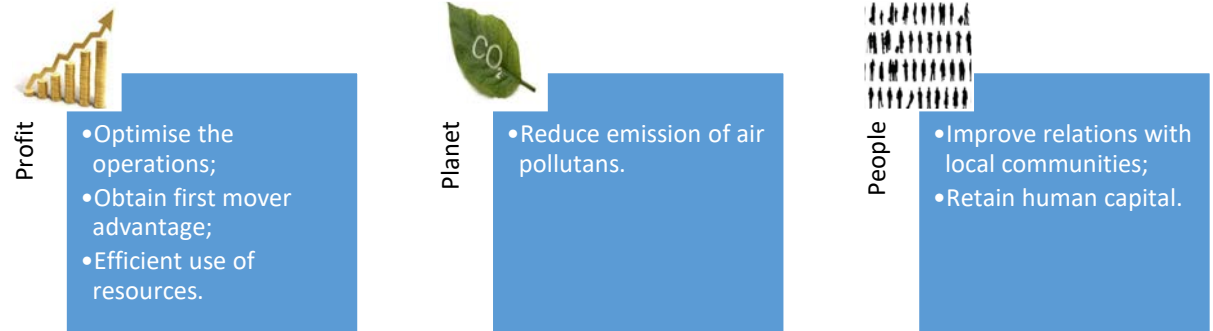 CO₂
Profit
•Optimise the
operations;
•Obtain first mover
advantage;
•Efficient use of
resources.
Planet
•Reduce emission of air
pollutans.
People
•Improve relations with
local communities;
•Retain human capital.